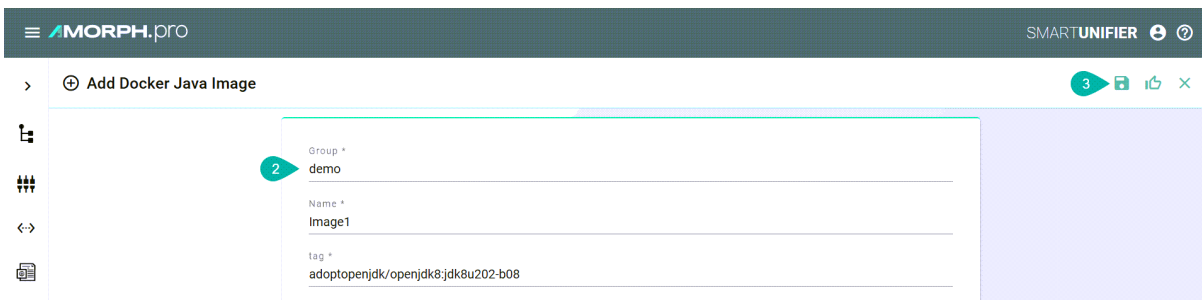 AMORPH.pro
SMARTUNIFIER
Add Docker Java Image
3
Group *
2
demo
Name *
Image1
tag *
adoptopenjdk/openjdk8:jdk8u202-b08